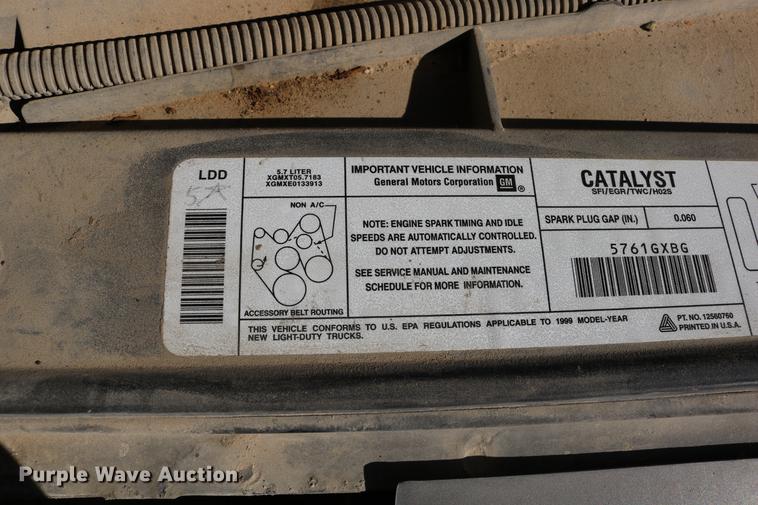 LDD
5.7 LITER
XGMXT05.7183
XGMXE0133913
NON A/C
ACCESSORY BELT ROUTING
IMPORTANT VEHICLE INFORMATION
General Motors Corporation GM
NOTE: ENGINE SPARK TIMING AND IDLE
SPEEDS ARE AUTOMATICALLY CONTROLLED.
DO NOT ATTEMPT ADJUSTMENTS.
SEE SERVICE MANUAL AND MAINTENANCE
SCHEDULE FOR MORE INFORMATION.
CATALYST
SFI/EGR/TWC/HO2S
SPARK PLUG GAP (IN.) 0.060
5761GXBG
THIS VEHICLE CONFORMS TO U.S. EPA REGULATIONS APPLICABLE TO 1999 MODEL-YEAR
NEW LIGHT-DUTY TRUCKS.
PT. NO. 12560760
PRINTED IN U.S.A.
Purple Wave Auction